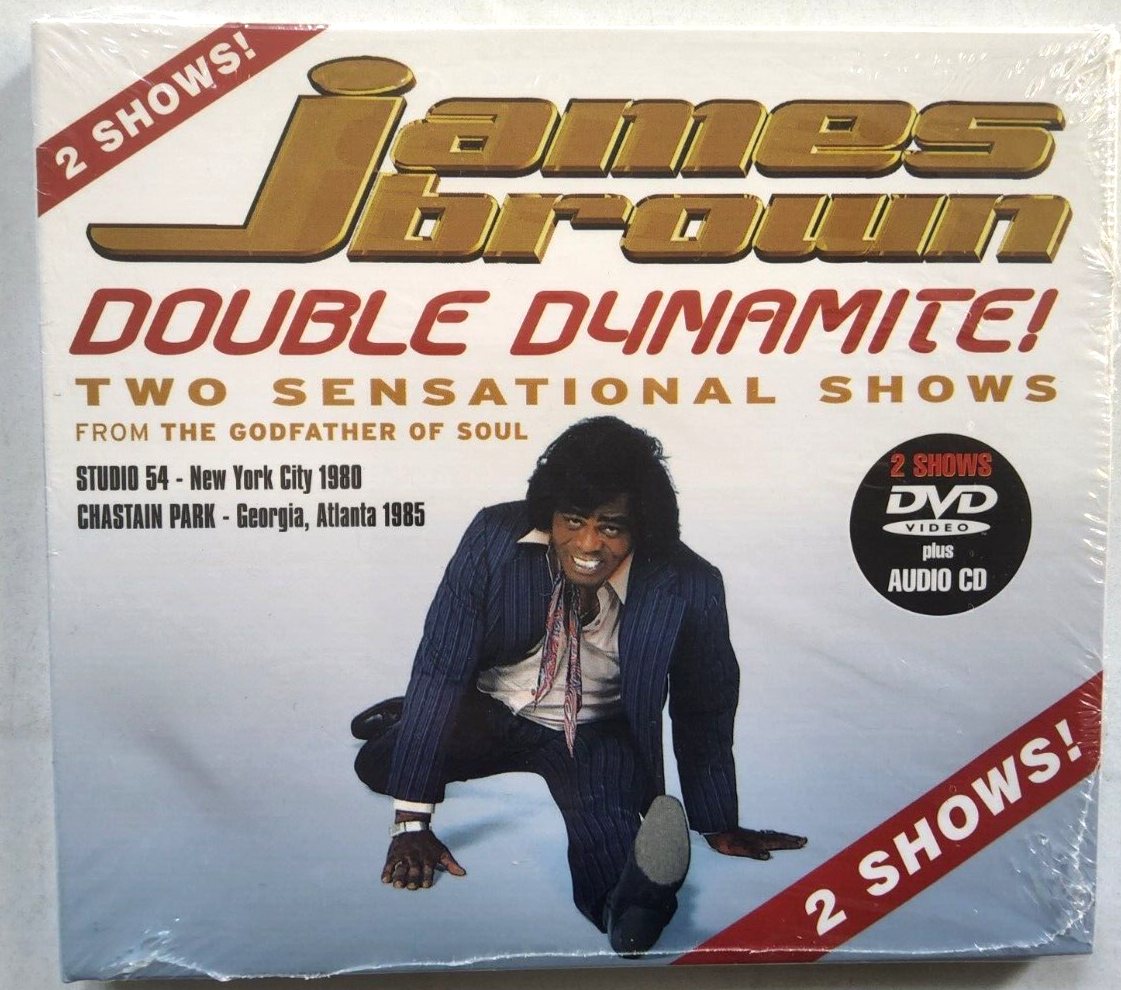 2 SHOWS!
james
brown
DOUBLE DYNAMITE!
TWO SENSATIONAL SHOWS
FROM THE GODFATHER OF SOUL
STUDIO 54 - New York City 1980
CHASTAIN PARK - Georgia, Atlanta 1985
2 SHOWS
DVD
VIDEO
plus
AUDIO CD
2 SHOWS!